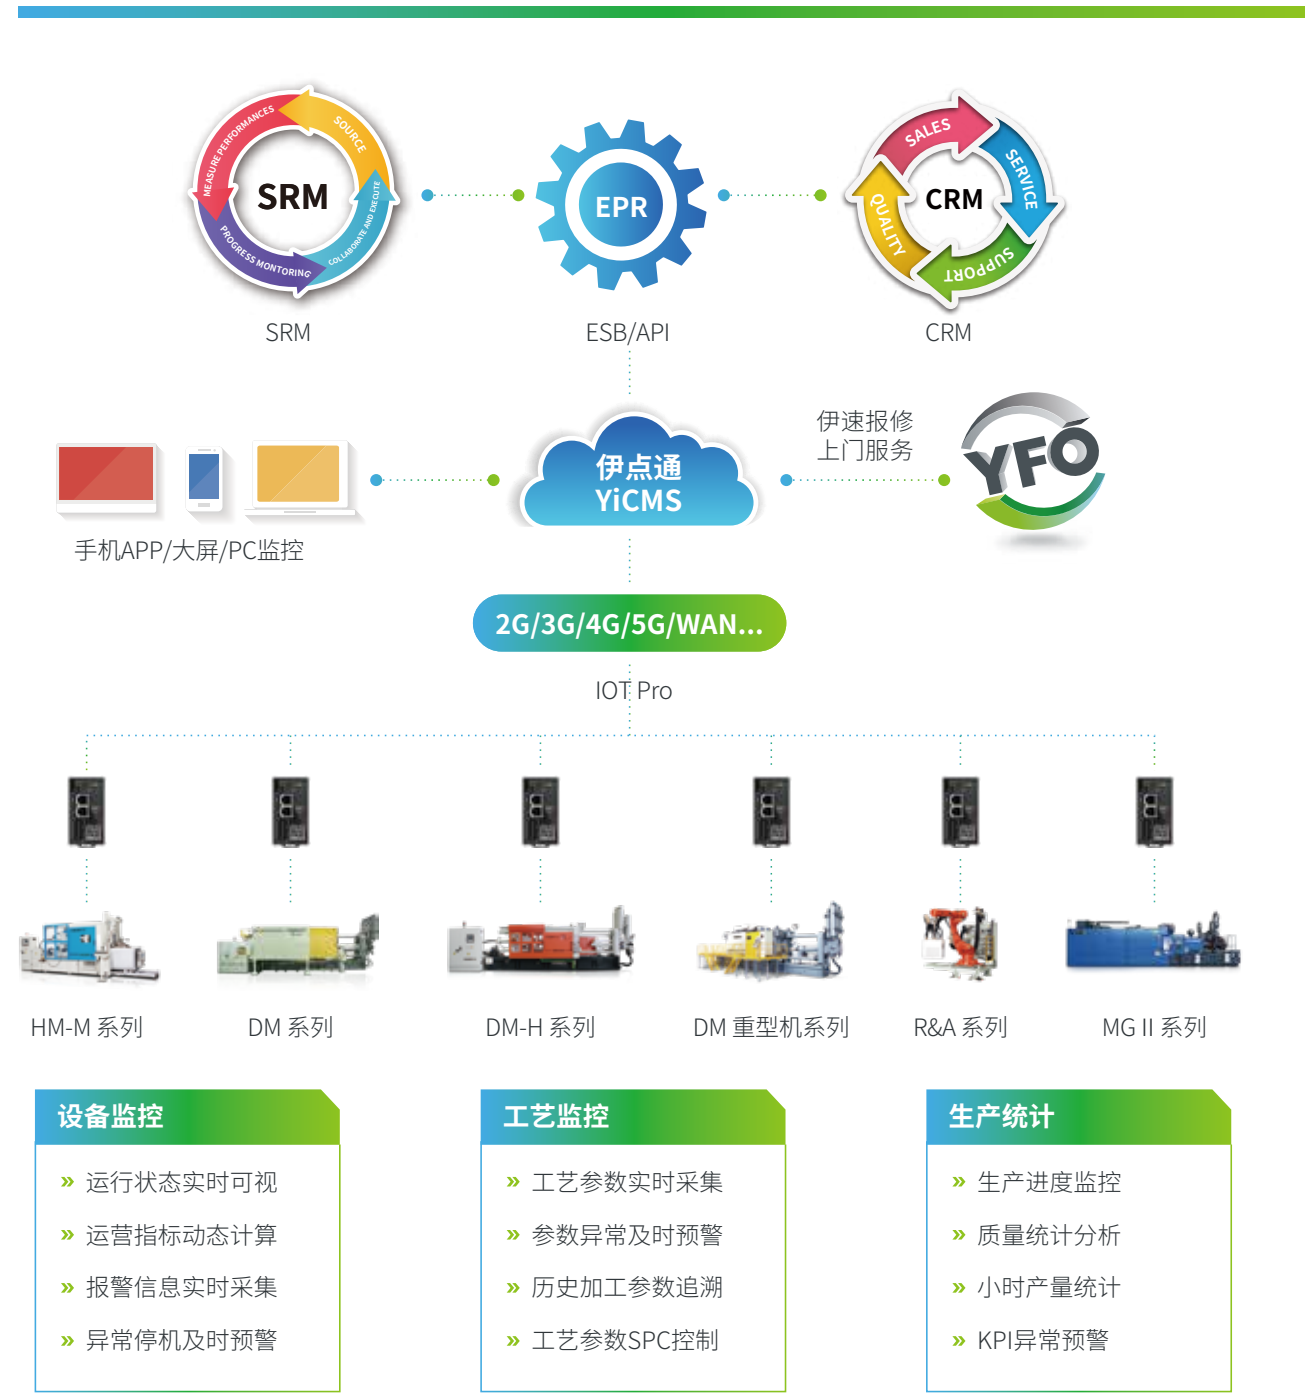 MEASURE PERFORMANCES
SOURCE
SRM
COLLABORATE AND EXECUTE
PROGRESS MONTORING
EPR
SALES
SERVICE
CRM
QUALITY
SUPPORT
SRM
ESB/API
CRM
伊点通
YiCMS
伊速报修
上门服务
YFO
手机APP/大屏/PC监控
2G/3G/4G/5G/WAN...
IOT Pro
HM-M 系列
DM 系列
DM-H 系列
DM 重型机系列
R&A 系列
MG II 系列
设备监控
» 运行状态实时可视
» 运营指标动态计算
» 报警信息实时采集
» 异常停机及时预警
工艺监控
» 工艺参数实时采集
» 参数异常及时预警
» 历史加工参数追溯
» 工艺参数SPC控制
生产统计
» 生产进度监控
» 质量统计分析
» 小时产量统计
» KPI异常预警